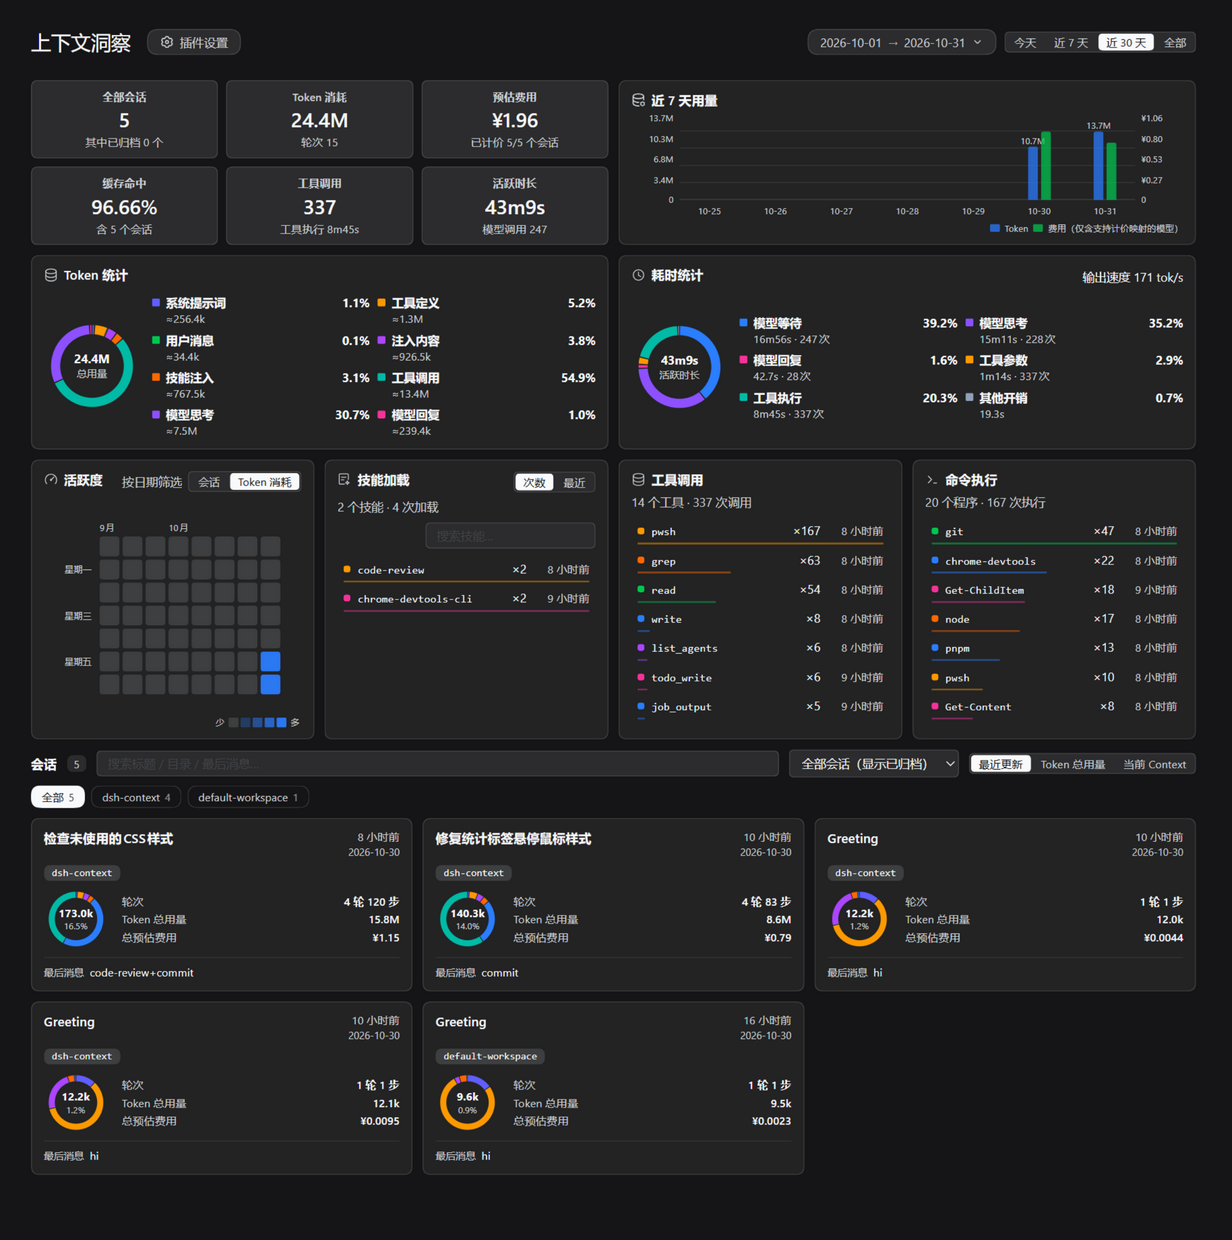 上下文洞察
插件设置
2026-10-01 → 2026-10-31
今天 近 7 天 近 30 天 全部
全部会话
5
其中已归档 0 个
Token 消耗
24.4M
轮次 15
预估费用
¥1.96
已计价 5/5 个会话
缓存命中
96.66%
含 5 个会话
工具调用
337
工具执行 8m45s
活跃时长
43m9s
模型调用 247
近 7 天用量
13.7M
10.3M
6.8M
3.4M
0
10.7M
13.7M
¥1.06
¥0.80
¥0.53
¥0.27
0
10-25 10-26 10-27 10-28 10-29 10-30 10-31
Token 费用（仅含支持计价映射的模型）
Token 统计
24.4M
总用量
系统提示词 1.1%
≈256.4k
工具定义 5.2%
≈1.3M
用户消息 0.1%
≈34.4k
注入内容 3.8%
≈926.5k
技能注入 3.1%
≈767.5k
工具调用 54.9%
≈13.4M
模型思考 30.7%
≈7.5M
模型回复 1.0%
≈239.4k
耗时统计
输出速度 171 tok/s
43m9s
活跃时长
模型等待 39.2%
16m56s · 247 次
模型思考 35.2%
15m11s · 228 次
模型回复 1.6%
42.7s · 28 次
工具参数 2.9%
1m14s · 337 次
工具执行 20.3%
8m45s · 337 次
其他开销 0.7%
19.3s
活跃度 按日期筛选 会话 Token 消耗
9月 10月
星期一
星期三
星期五
少 多
技能加载 次数 最近
2 个技能 · 4 次加载
搜索技能...
code-review ×2 8 小时前
chrome-devtools-cli ×2 9 小时前
工具调用
14 个工具 · 337 次调用
pwsh ×167 8 小时前
grep ×63 8 小时前
read ×54 8 小时前
write ×8 8 小时前
list_agents ×6 8 小时前
todo_write ×6 9 小时前
job_output ×5 9 小时前
命令执行
20 个程序 · 167 次执行
git ×47 8 小时前
chrome-devtools ×22 8 小时前
Get-ChildItem ×18 9 小时前
node ×17 8 小时前
pnpm ×13 8 小时前
pwsh ×10 8 小时前
Get-Content ×8 8 小时前
会话 5
搜索标题 / 目录 / 最后消息...
全部会话（显示已归档）
最近更新 Token 总用量 当前 Context
全部 5 dsh-context 4 default-workspace 1
检查未使用的CSS样式 8 小时前
2026-10-30
dsh-context
173.0k
16.5%
轮次 4 轮 120 步
Token 总用量 15.8M
总预估费用 ¥1.15
最后消息 code-review+commit
修复统计标签悬停鼠标样式 10 小时前
2026-10-30
dsh-context
140.3k
14.0%
轮次 4 轮 83 步
Token 总用量 8.6M
总预估费用 ¥0.79
最后消息 commit
Greeting 10 小时前
2026-10-30
dsh-context
12.2k
1.2%
轮次 1 轮 1 步
Token 总用量 12.0k
总预估费用 ¥0.0044
最后消息 hi
Greeting 10 小时前
2026-10-30
dsh-context
12.2k
1.2%
轮次 1 轮 1 步
Token 总用量 12.1k
总预估费用 ¥0.0095
最后消息 hi
Greeting 16 小时前
2026-10-30
default-workspace
9.6k
0.9%
轮次 1 轮 1 步
Token 总用量 9.5k
总预估费用 ¥0.0023
最后消息 hi